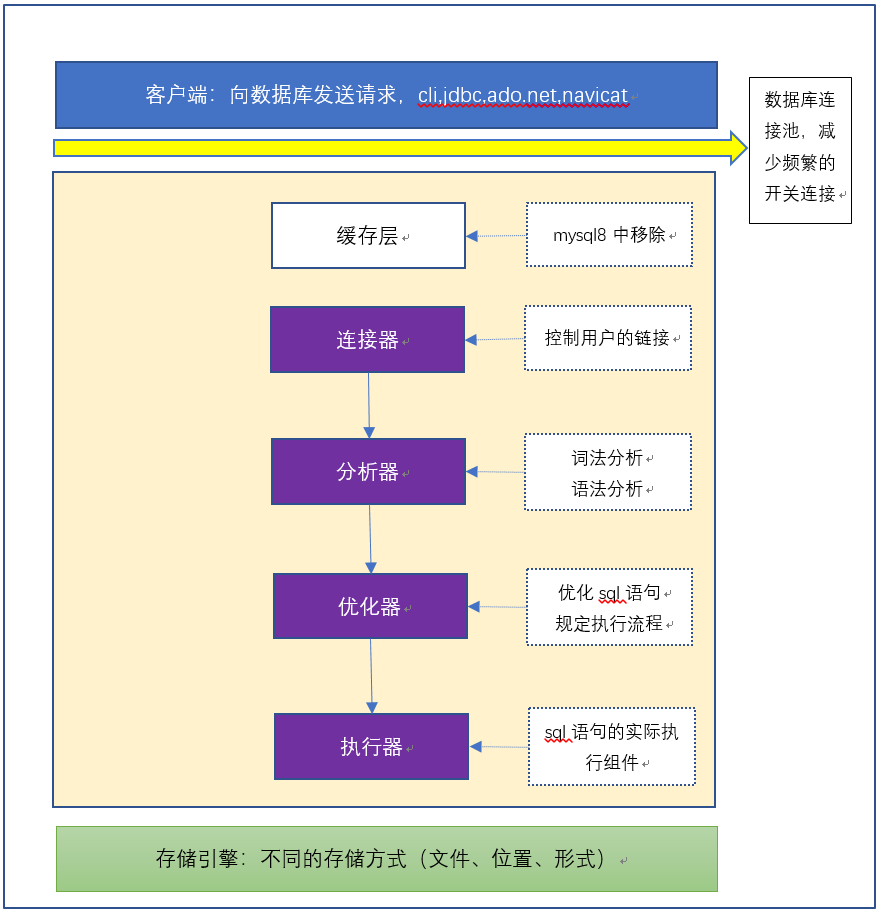 客户端：向数据库发送请求，cli,jdbc,ado.net,navicat
数据库连
接池，减
少频繁的
开关连接
缓存层
mysql8 中移除
连接器
控制用户的链接
分析器
词法分析
语法分析
优化器
优化 sql 语句
规定执行流程
执行器
sql 语句的实际执
行组件
存储引擎：不同的存储方式（文件、位置、形式）